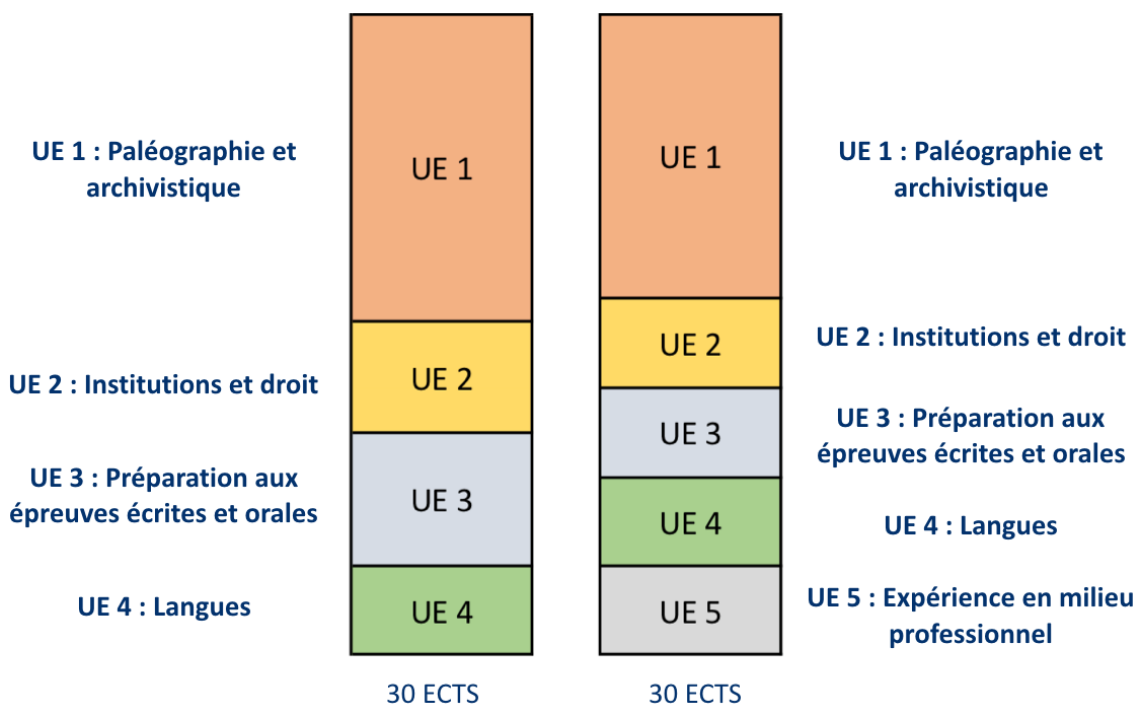 UE 1 : Paléographie et
archivistique
UE 2 : Institutions et droit
UE 3 : Préparation aux
épreuves écrites et orales
UE 4 : Langues
UE 1
UE 2
UE 3
UE 4
30 ECTS
UE 1
UE 2
UE 3
UE 4
UE 5
30 ECTS
UE 1 : Paléographie et
archivistique
UE 2 : Institutions et droit
UE 3 : Préparation aux
épreuves écrites et orales
UE 4 : Langues
UE 5 : Expérience en milieu
professionnel